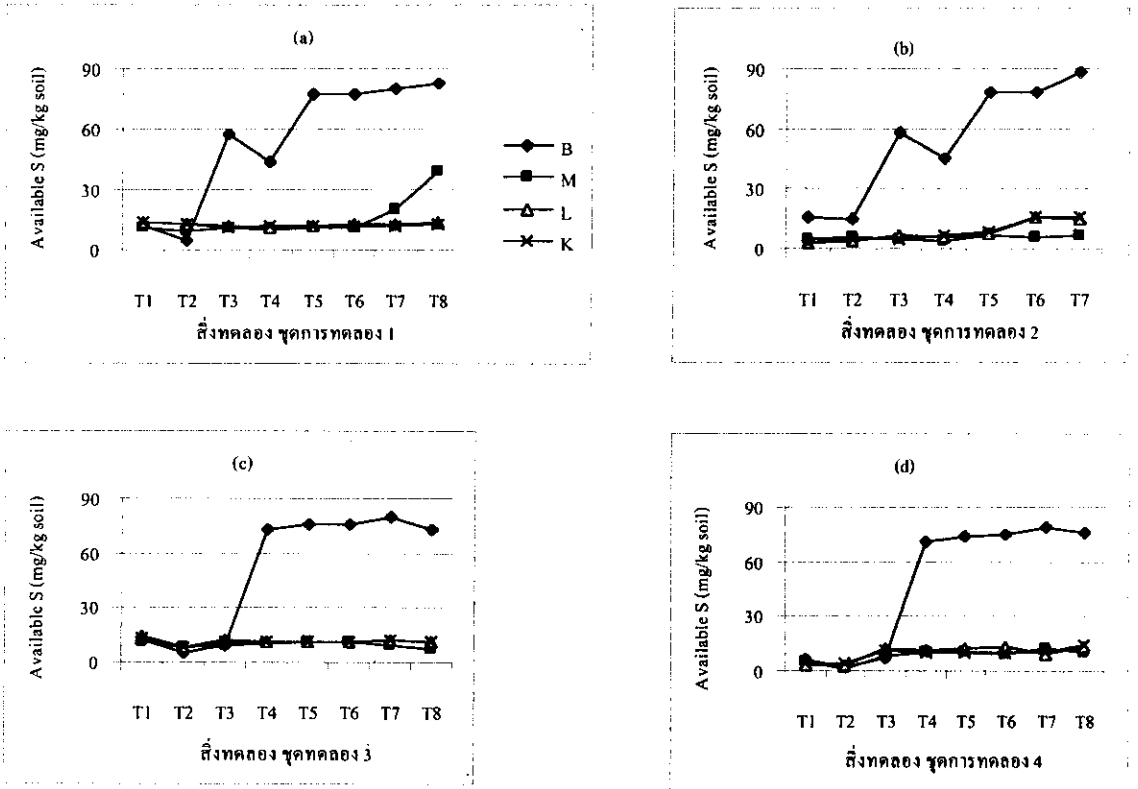 (a)
Available S (mg/kg soil)
90
60
30
0
T1 T2 T3 T4 T5 T6 T7 T8
สิ่งทดลอง ชุดการทดลอง 1
B
M
L
K
(b)
Available S (mg/kg soil)
90
60
30
0
T1 T2 T3 T4 T5 T6 T7
สิ่งทดลอง ชุดการทดลอง 2
(c)
Available S (mg/kg soil)
90
60
30
0
T1 T2 T3 T4 T5 T6 T7 T8
สิ่งทดลอง ชุดทดลอง 3
(d)
Available S (mg/kg soil)
90
60
30
0
T1 T2 T3 T4 T5 T6 T7 T8
สิ่งทดลอง ชุดการทดลอง 4